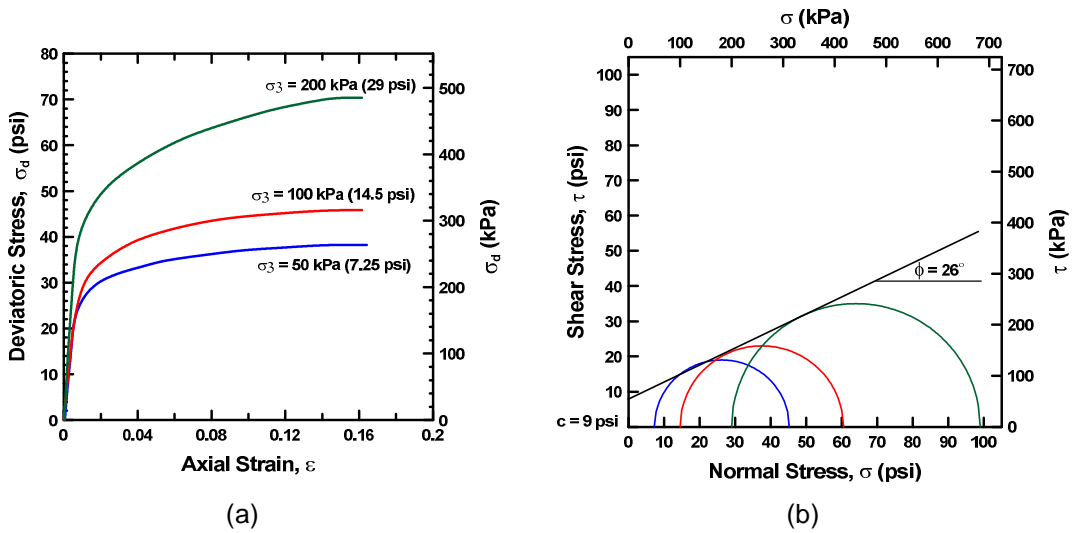 80
70
60
50
40
30
20
10
0
Deviatoric Stress, σd (psi)
σ3 = 200 kPa (29 psi)
σ3 = 100 kPa (14.5 psi)
σ3 = 50 kPa (7.25 psi)
500
400
300
200
100
0
σd (kPa)
0 0.04 0.08 0.12 0.16 0.2
Axial Strain, ε
(a)
σ (kPa)
0 100 200 300 400 500 600 700
100
90
80
70
60
50
40
30
20
10
Shear Stress, τ (psi)
ϕ = 26°
c = 9 psi
700
600
500
400
300
200
100
0
τ (kPa)
0 10 20 30 40 50 60 70 80 90 100
Normal Stress, σ (psi)
(b)